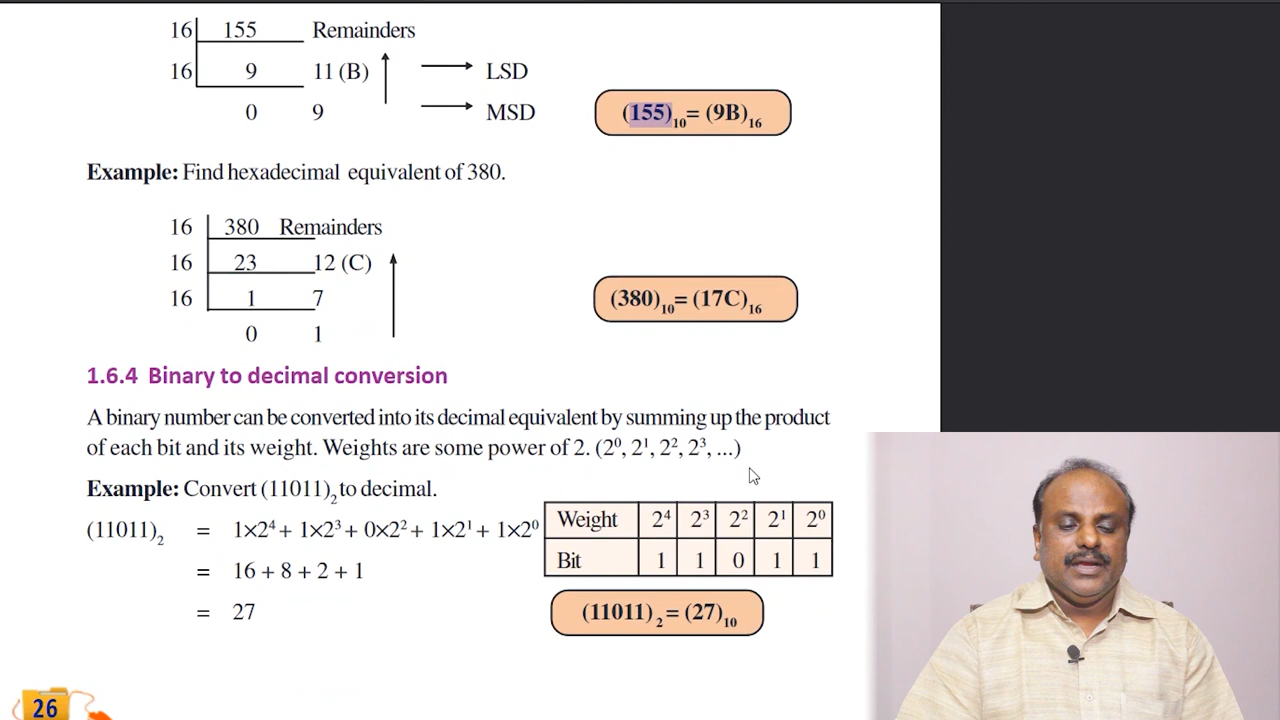 16 155 Remainders
16 9 11 (B) LSD
0 9 MSD
(155)₁₀= (9B)₁₆
Example: Find hexadecimal equivalent of 380.
16 380 Remainders
16 23 12 (C)
16 1 7
0 1
(380)₁₀= (17C)₁₆
1.6.4 Binary to decimal conversion
A binary number can be converted into its decimal equivalent by summing up the product
of each bit and its weight. Weights are some power of 2. (2⁰, 2¹, 2², 2³, ...)
Example: Convert (11011)₂ to decimal.
(11011)₂ = 1×2⁴ + 1×2³ + 0×2² + 1×2¹ + 1×2⁰
= 16 + 8 + 2 + 1
= 27
Weight 2⁴ 2³ 2² 2¹ 2⁰
Bit 1 1 0 1 1
(11011)₂ = (27)₁₀
26